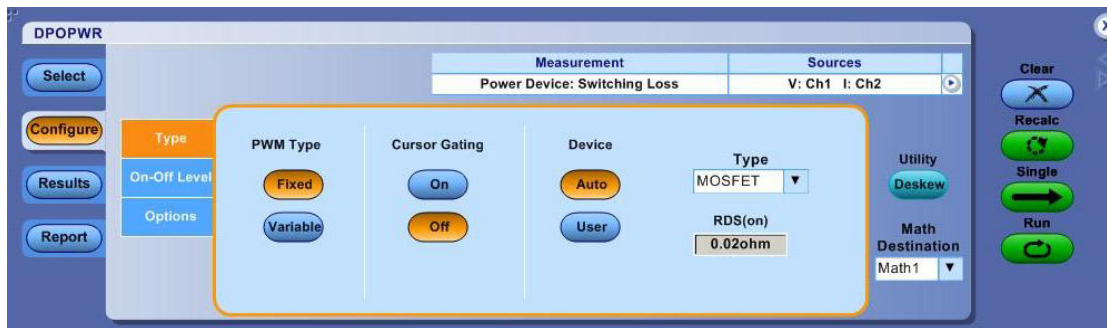 DPOPWR
Select
Configure
Results
Report
Measurement
Sources
Power Device: Switching Loss
V: Ch1 I: Ch2
Type
On-Off Level
Options
PWM Type
Fixed
Variable
Cursor Gating
On
Off
Device
Auto
User
Type
MOSFET
RDS(on)
0.02ohm
Utility
Deskew
Math
Destination
Math1
Clear
Recalc
Single
Run